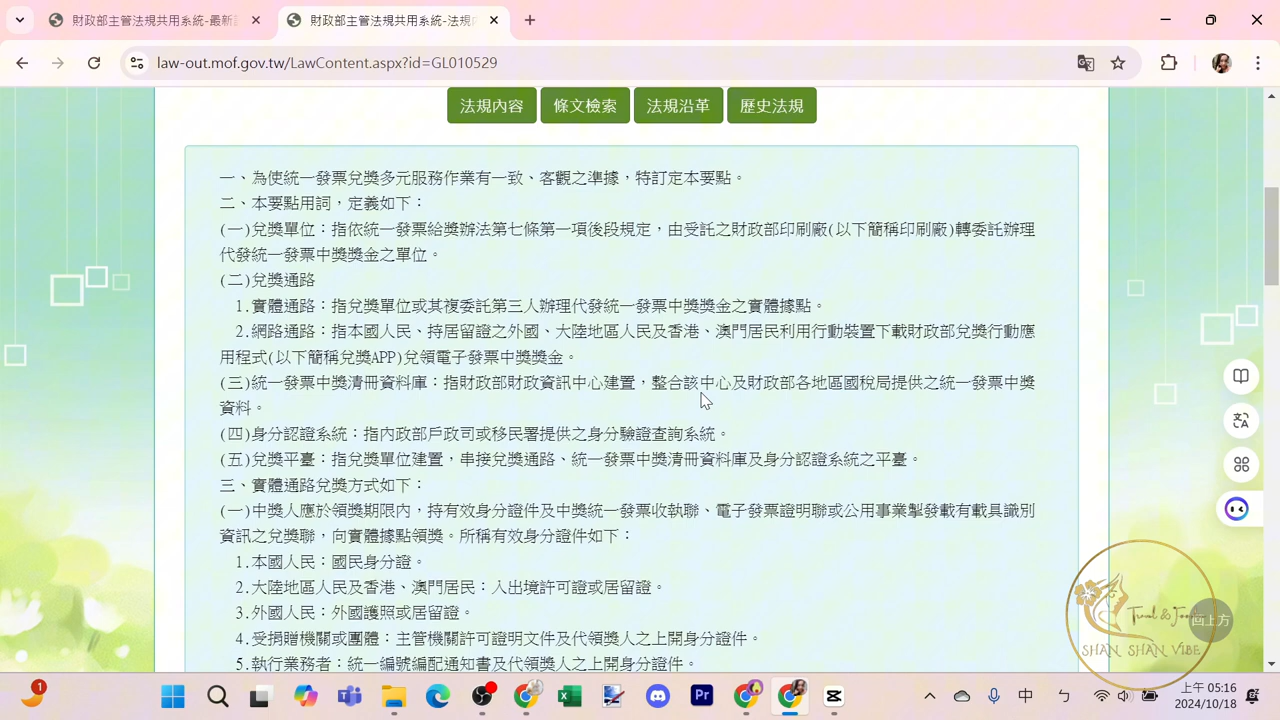 財政部主管法規共用系統-最新
財政部主管法規共用系統-法規
law-out.mof.gov.tw/LawContent.aspx?id=GL010529
法規內容 條文檢索 法規沿革 歷史法規
一、為使統一發票兌獎多元服務作業有一致、客觀之準據，特訂定本要點。
二、本要點用詞，定義如下：
(一)兌獎單位：指依統一發票給獎辦法第七條第一項後段規定，由受託之財政部印刷廠(以下簡稱印刷廠)轉委託辦理
代發統一發票中獎獎金之單位。
(二)兌獎通路
1.實體通路：指兌獎單位或其複委託第三人辦理代發統一發票中獎獎金之實體據點。
2.網路通路：指本國人民、持居留證之外國、大陸地區人民及香港、澳門居民利用行動裝置下載財政部兌獎行動應
用程式(以下簡稱兌獎APP)兌領電子發票中獎獎金。
(三)統一發票中獎清冊資料庫：指財政部財政資訊中心建置，整合該中心及財政部各地區國稅局提供之統一發票中獎
資料。
(四)身分認證系統：指內政部戶政司或移民署提供之身分驗證查詢系統。
(五)兌獎平臺：指兌獎單位建置，串接兌獎通路、統一發票中獎清冊資料庫及身分認證系統之平臺。
三、實體通路兌獎方式如下：
(一)中獎人應於領獎期限內，持有效身分證件及中獎統一發票收執聯、電子發票證明聯或公用事業掣發載有載具識別
資訊之兌獎聯，向實體據點領獎。所稱有效身分證件如下：
1.本國人民：國民身分證。
2.大陸地區人民及香港、澳門居民：入出境許可證或居留證。
3.外國人民：外國護照或居留證。
4.受捐贈機關或團體：主管機關許可證明文件及代領獎人之上開身分證件。
5.執行業務者：統一編號編配通知書及代領獎人之上開身分證件。
回上方
SHAN SHAN VIBE
1
Pr
中
上午 05:16
2024/10/18